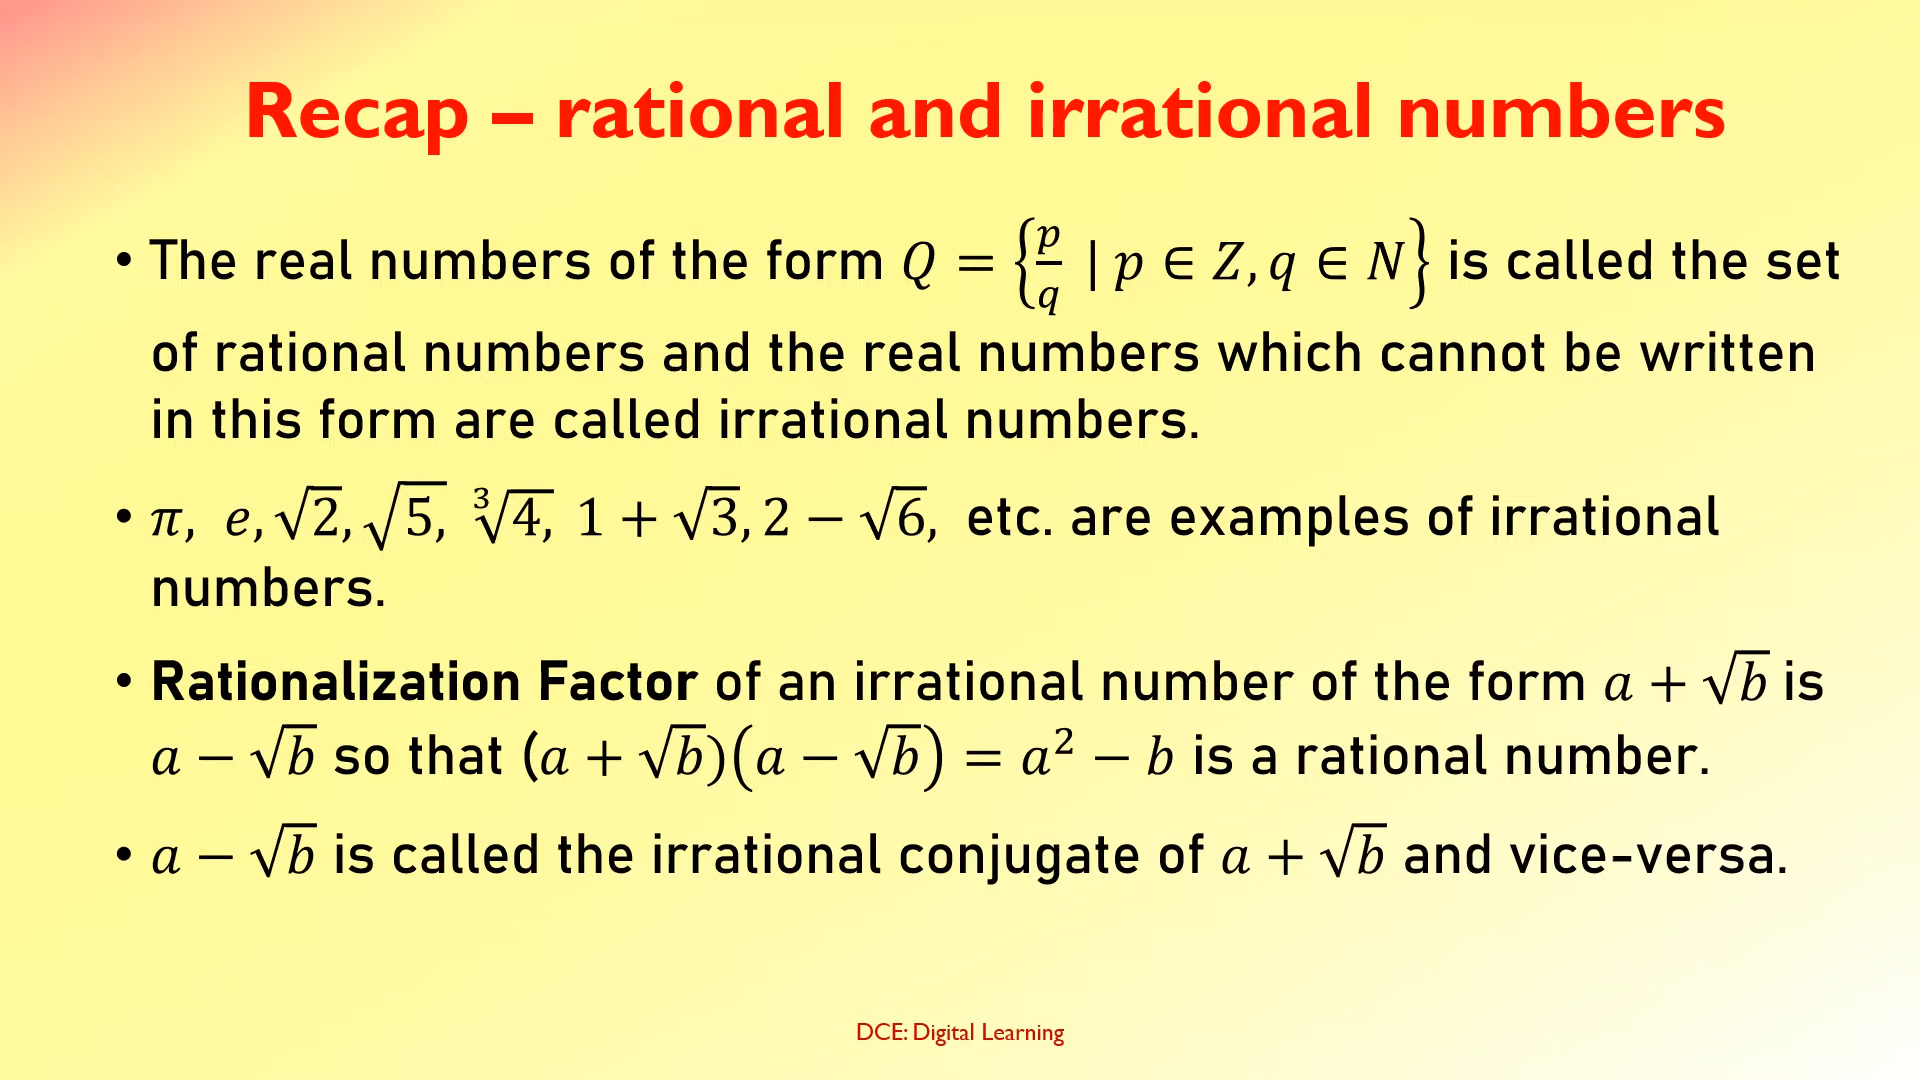 Recap – rational and irrational numbers
• The real numbers of the form Q = {p/q | p ∈ Z, q ∈ N} is called the set
of rational numbers and the real numbers which cannot be written
in this form are called irrational numbers.
• π, e, √2, √5, ∛4, 1 + √3, 2 − √6, etc. are examples of irrational
numbers.
• Rationalization Factor of an irrational number of the form a + √b is
a − √b so that (a + √b)(a − √b) = a² − b is a rational number.
• a − √b is called the irrational conjugate of a + √b and vice-versa.
DCE: Digital Learning